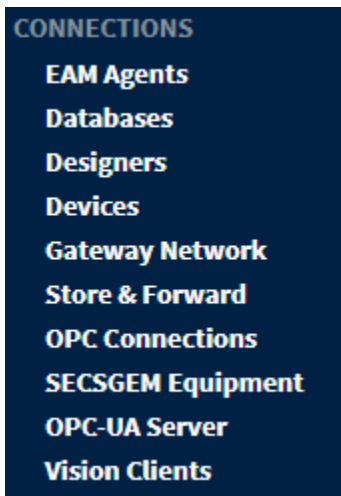 CONNECTIONS
EAM Agents
Databases
Designers
Devices
Gateway Network
Store & Forward
OPC Connections
SECSGEM Equipment
OPC-UA Server
Vision Clients